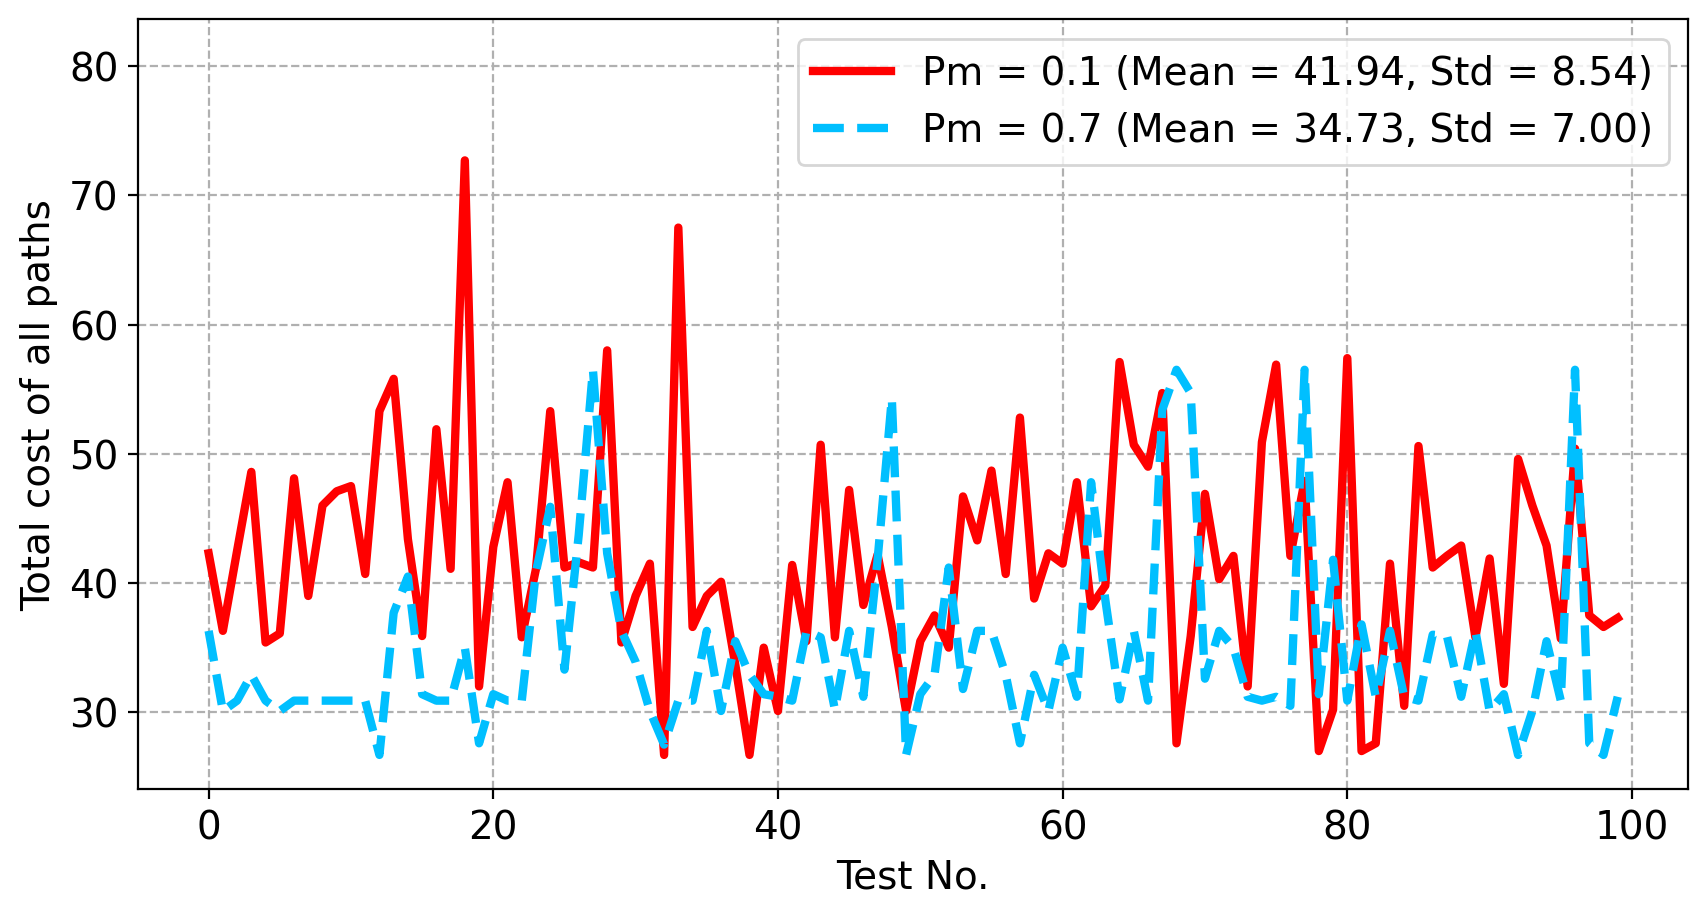 Pm = 0.1 (Mean = 41.94, Std = 8.54)
Pm = 0.7 (Mean = 34.73, Std = 7.00)
Total cost of all paths
80
70
60
50
40
30
0 20 40 60 80 100
Test No.